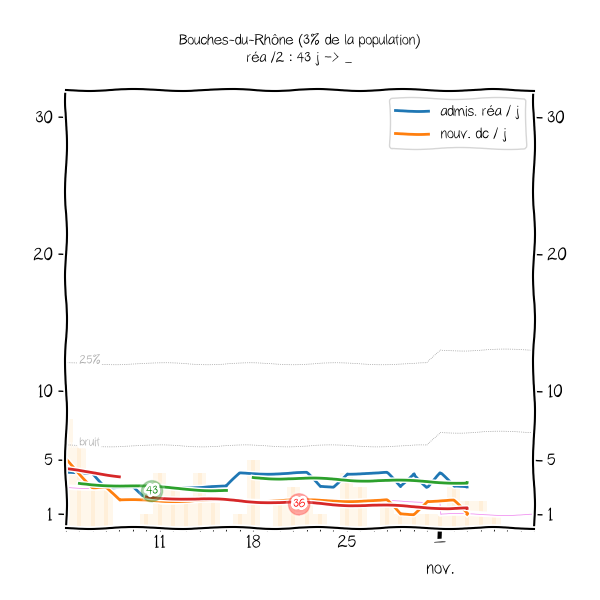 Bouches-du-Rhône (3% de la population)
réa /2 : 43 j -> _
admis. réa / j
nouv. dc / j
30
30
20
20
25%
10
10
bruit
5
5
43
36
1
1
11
18
25
1
nov.